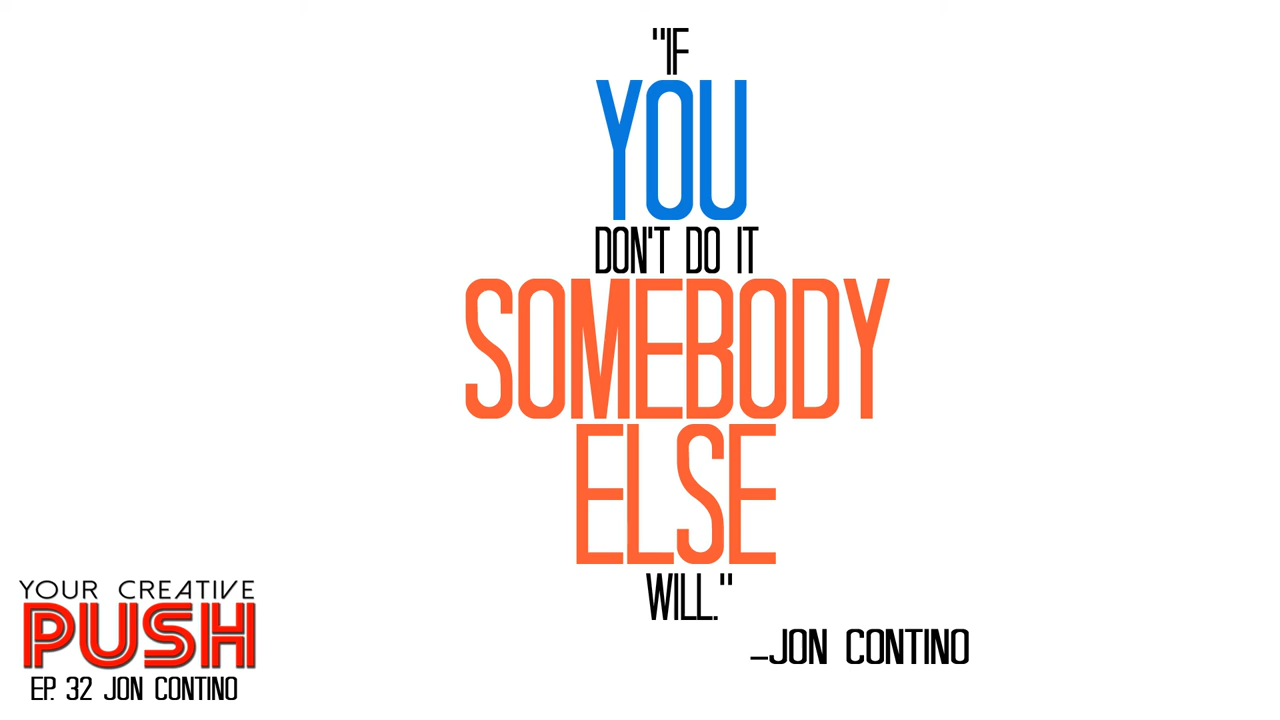 "IF
YOU
DON'T DO IT
SOMEBODY
ELSE
WILL."
–JON CONTINO
YOUR CREATIVE
PUSH
EP. 32 JON CONTINO